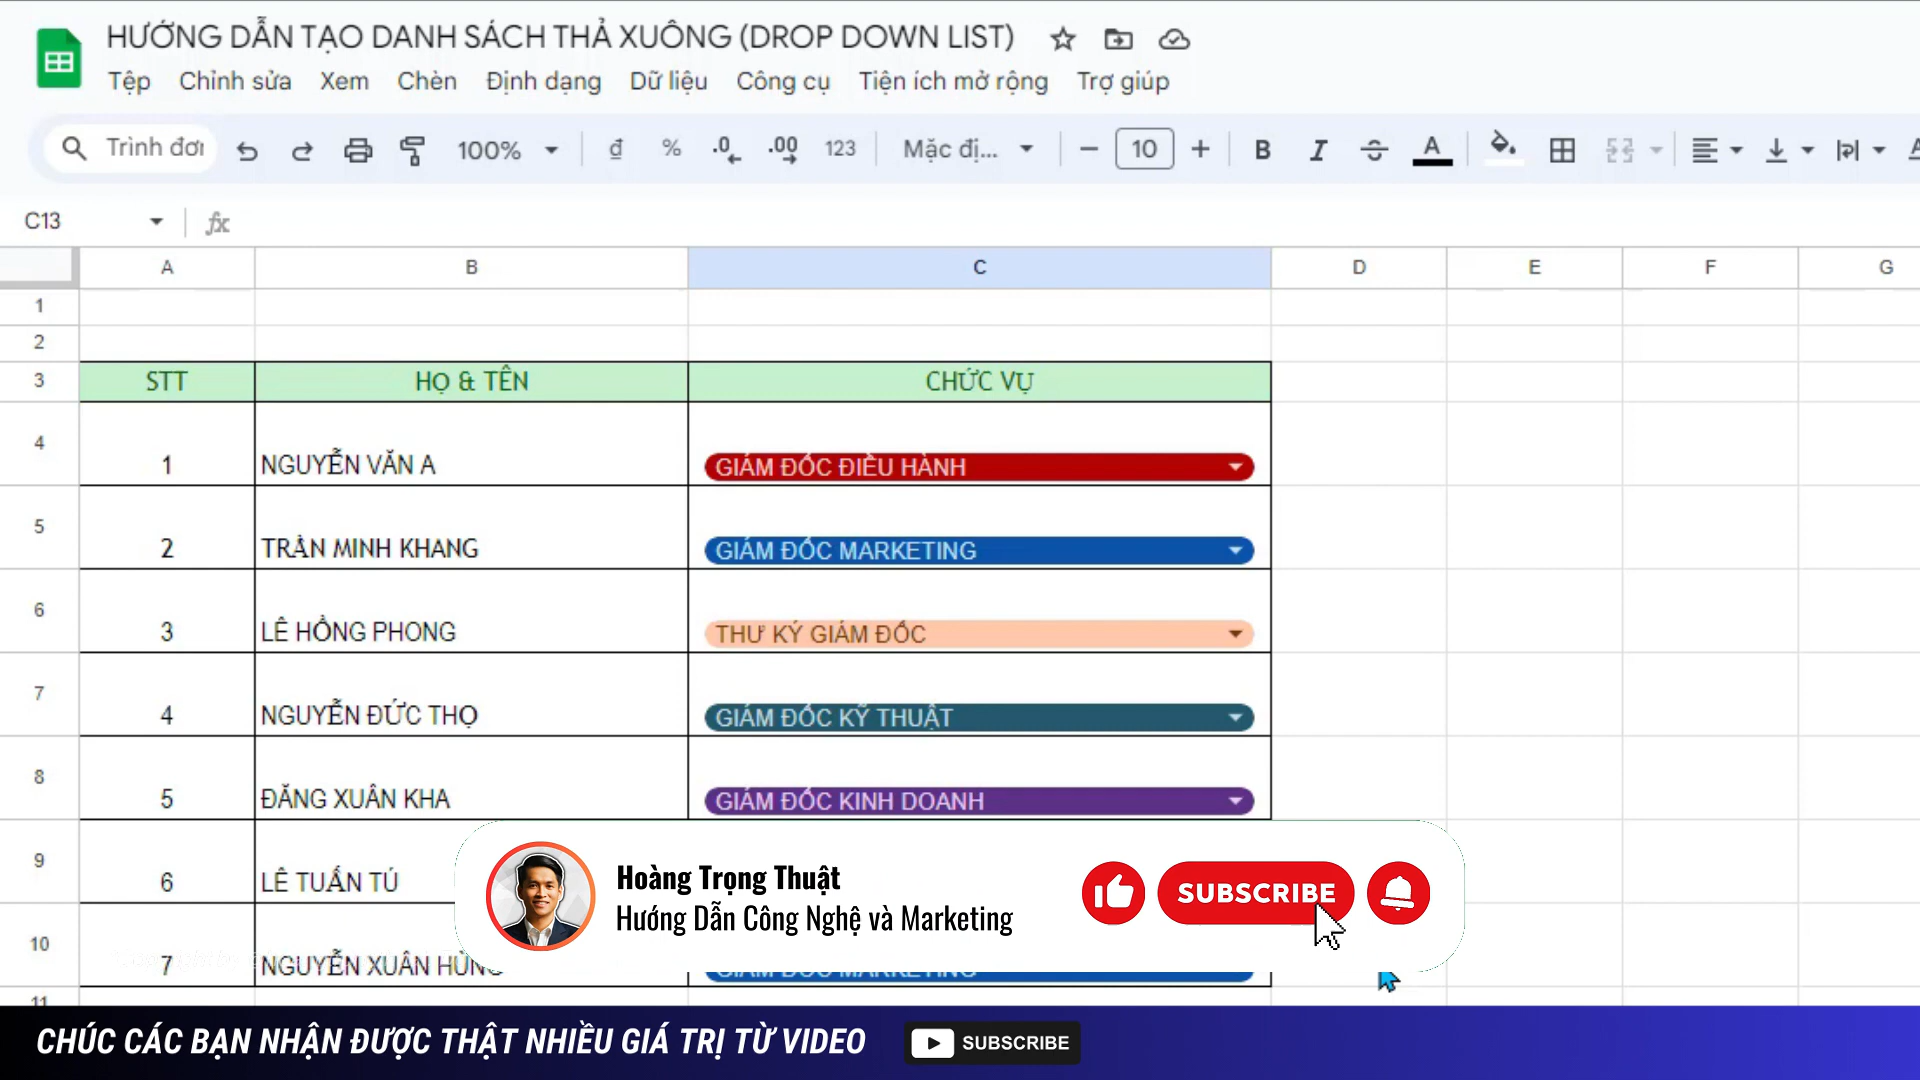 HƯỚNG DẪN TẠO DANH SÁCH THẢ XUỐNG (DROP DOWN LIST)
Tệp Chỉnh sửa Xem Chèn Định dạng Dữ liệu Công cụ Tiện ích mở rộng Trợ giúp
Trình đơn 100% đ % .0 .00 123 Mặc đị... 10 B I A
C13 fx
A B C D E F G
1
2
3 STT HỌ & TÊN CHỨC VỤ
4 1 NGUYỄN VĂN A GIÁM ĐỐC ĐIỀU HÀNH
5 2 TRẦN MINH KHANG GIÁM ĐỐC MARKETING
6 3 LÊ HỒNG PHONG THƯ KÝ GIÁM ĐỐC
7 4 NGUYỄN ĐỨC THỌ GIÁM ĐỐC KỸ THUẬT
8 5 ĐĂNG XUÂN KHA GIÁM ĐỐC KINH DOANH
9 6 LÊ TUẤN TÚ
10 7 NGUYỄN XUÂN HÙNG GIÁM ĐỐC MARKETING
11
Hoàng Trọng Thuật
Hướng Dẫn Công Nghệ và Marketing
SUBSCRIBE
CHÚC CÁC BẠN NHẬN ĐƯỢC THẬT NHIỀU GIÁ TRỊ TỪ VIDEO SUBSCRIBE